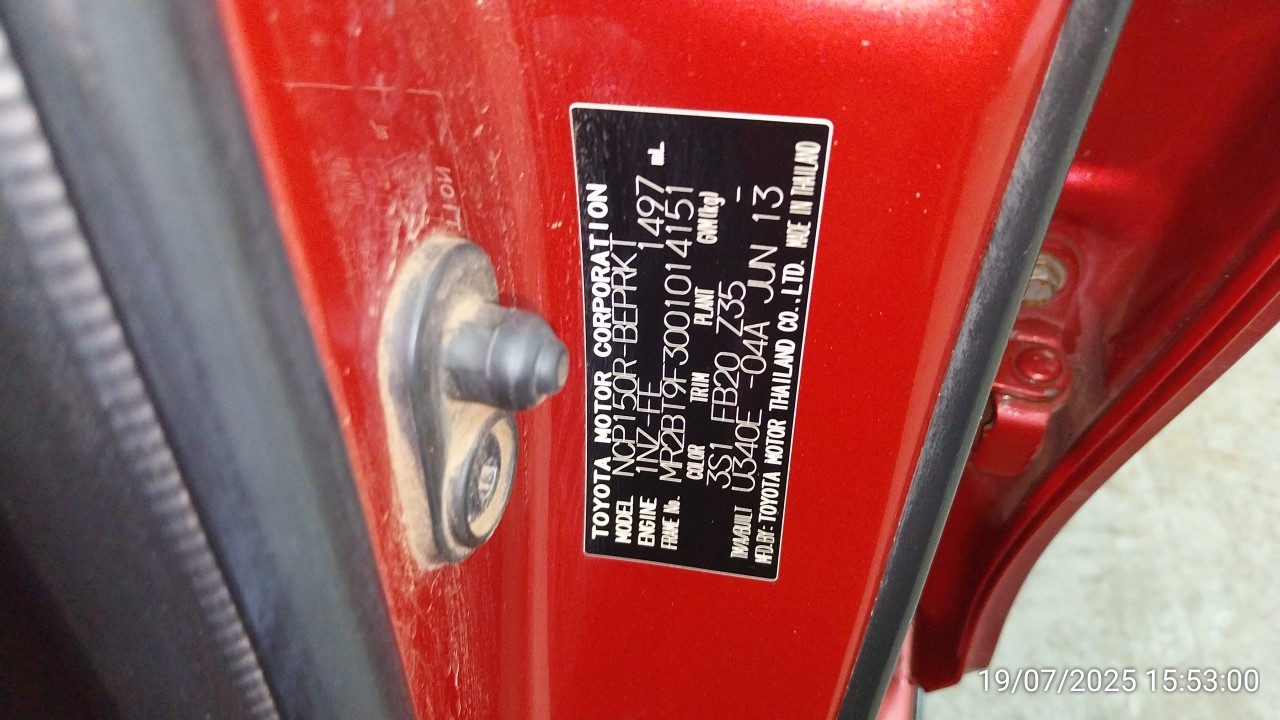 TOYOTA MOTOR CORPORATION
MODEL NCP150R-BEPRKT
ENGINE 1NZ-FE 1497 mL
FRAME No. MR2BT9F3001014151
COLOR TRIM PLANT GVM(kg)
3S1 FB20 Z35 –
T/M/A/BUILT U340E -04A JUN 13
MFD.BY:TOYOTA MOTOR THAILAND CO.,LTD. MADE IN THAILAND
19/07/2025 15:53:00